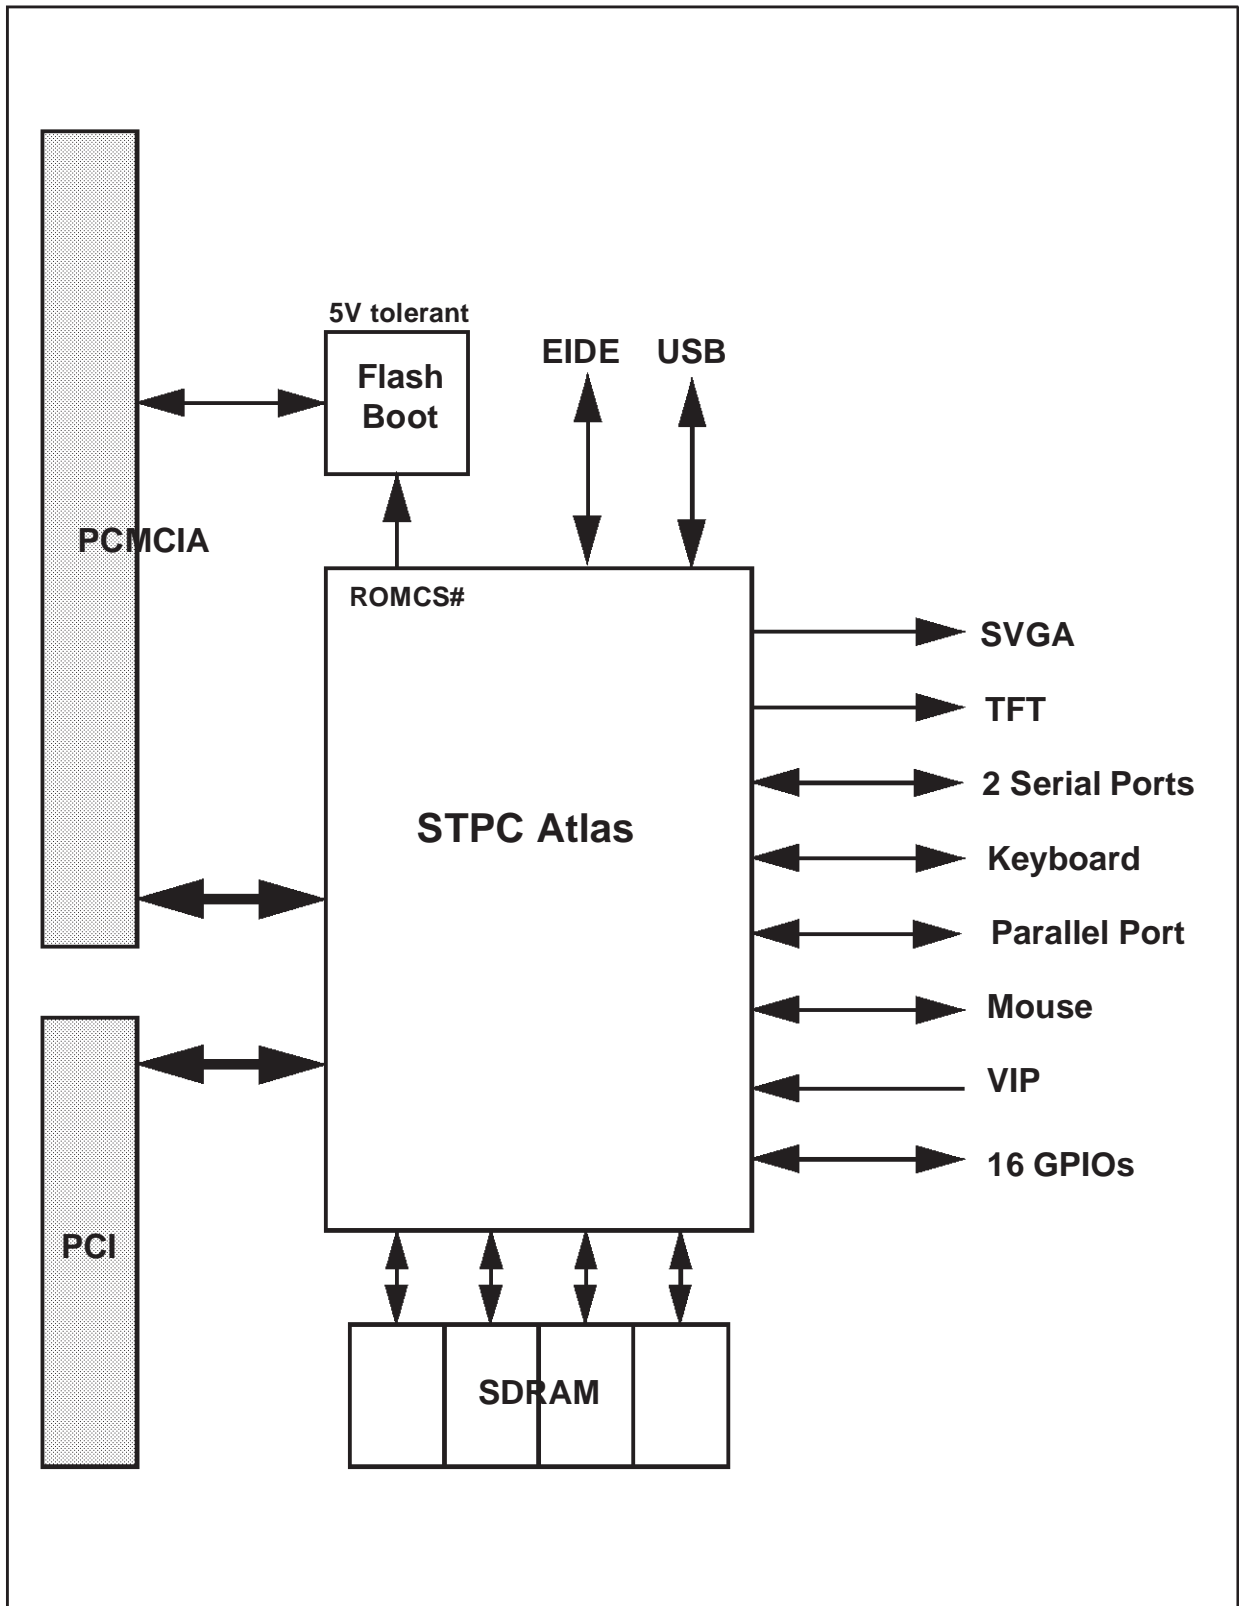 5V tolerant
Flash
Boot
EIDE
USB
PCMCIA
ROMCS#
SVGA
TFT
2 Serial Ports
STPC Atlas
Keyboard
Parallel Port
Mouse
VIP
16 GPIOs
PCI
SDRAM